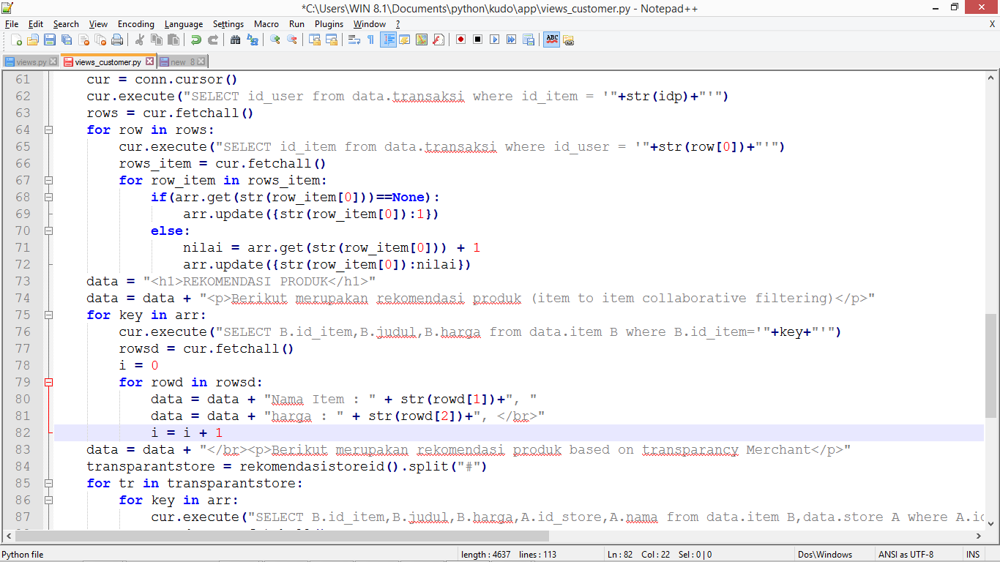 *C:\Users\WIN 8.1\Documents\python\kudo\app\views_customer.py - Notepad++
File Edit Search View Encoding Language Settings Macro Run Plugins Window ? X
views.py views_customer.py new 8
61 cur = conn.cursor()
62 cur.execute("SELECT id_user from data.transaksi where id_item = '"+str(idp)+"'")
63 rows = cur.fetchall()
64 for row in rows:
65 cur.execute("SELECT id_item from data.transaksi where id_user = '"+str(row[0])+"'")
66 rows_item = cur.fetchall()
67 for row_item in rows_item:
68 if(arr.get(str(row_item[0]))==None):
69 arr.update({str(row_item[0]):1})
70 else:
71 nilai = arr.get(str(row_item[0])) + 1
72 arr.update({str(row_item[0]):nilai})
73 data = "<h1>REKOMENDASI PRODUK</h1>"
74 data = data + "<p>Berikut merupakan rekomendasi produk (item to item collaborative filtering)</p>"
75 for key in arr:
76 cur.execute("SELECT B.id_item,B.judul,B.harga from data.item B where B.id_item='"+key+"'")
77 rowsd = cur.fetchall()
78 i = 0
79 for rowd in rowsd:
80 data = data + "Nama Item : " + str(rowd[1])+", "
81 data = data + "harga : " + str(rowd[2])+", </br>"
82 i = i + 1
83 data = data + "</br><p>Berikut merupakan rekomendasi produk based on transparancy Merchant</p>"
84 transparantstore = rekomendasistoreid().split("#")
85 for tr in transparantstore:
86 for key in arr:
87 cur.execute("SELECT B.id_item,B.judul,B.harga,A.id_store,A.nama from data.item B,data.store A where A.i
Python file length : 4637 lines : 113 Ln : 82 Col : 22 Sel : 0 | 0 Dos\Windows ANSI as UTF-8 INS